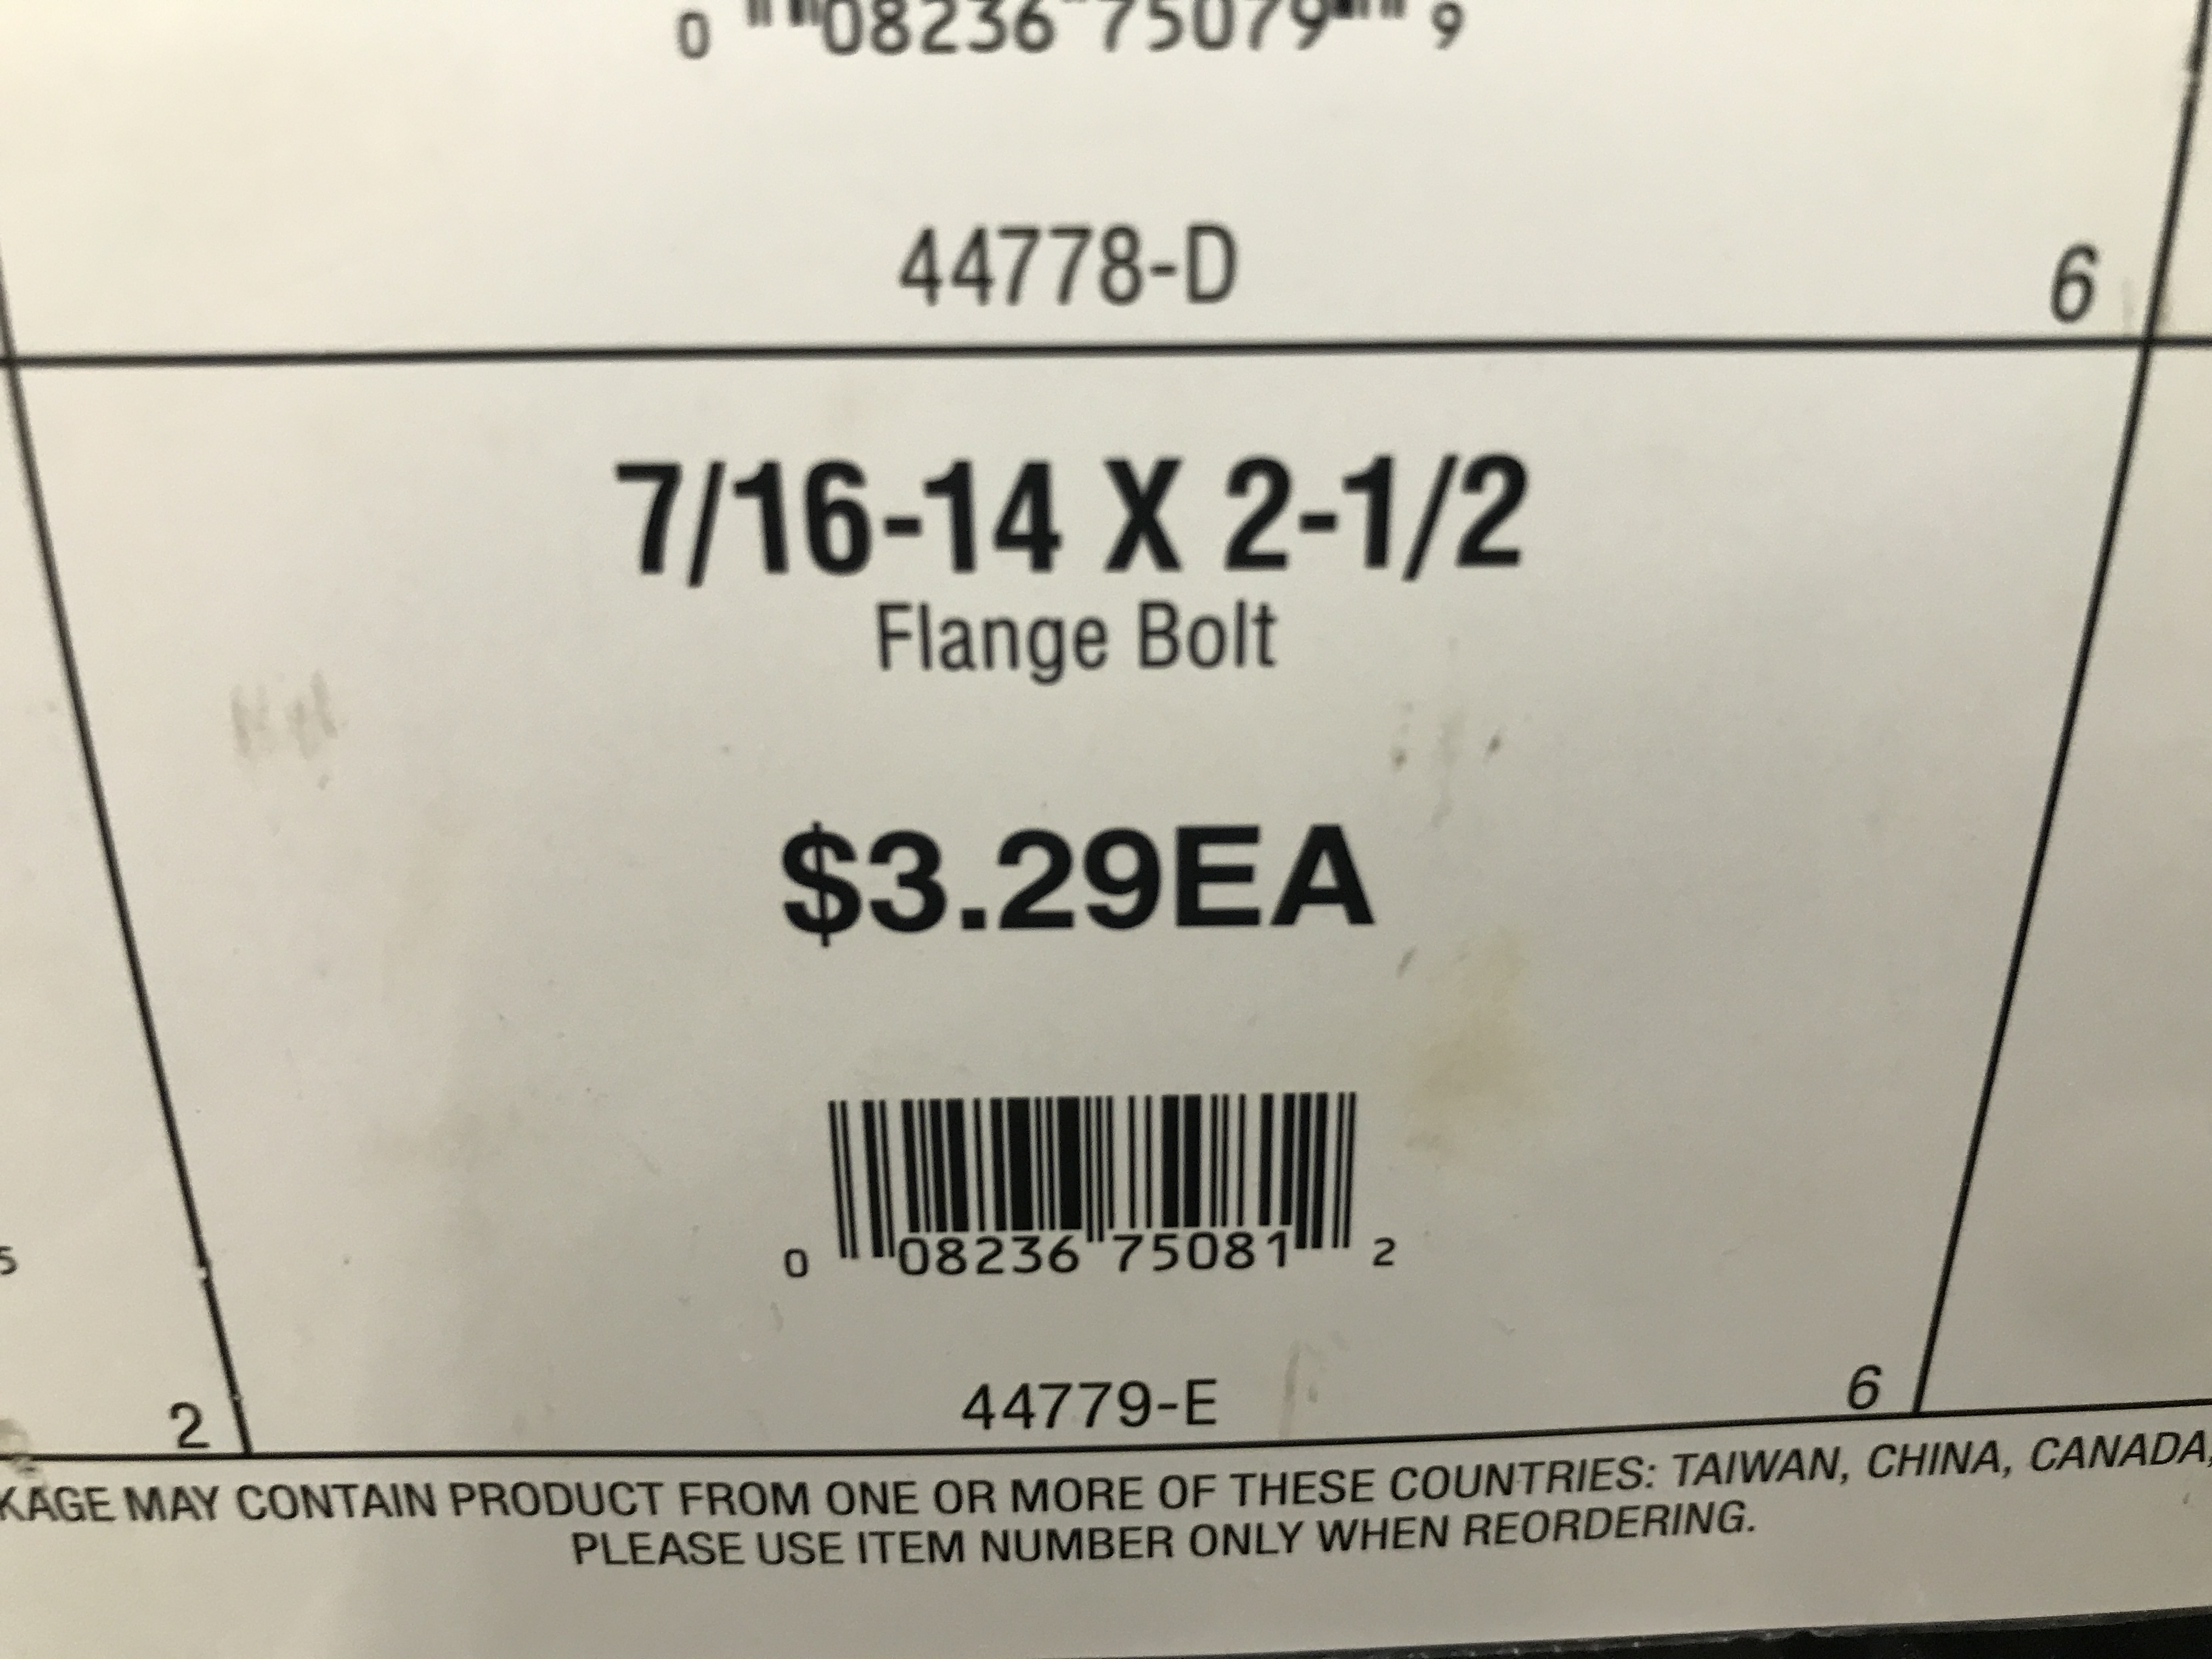 0 08236 75079 9
44778-D
6
7/16-14 X 2-1/2
Flange Bolt
$3.29EA
0 08236 75081 2
5
44779-E
2
6
KAGE MAY CONTAIN PRODUCT FROM ONE OR MORE OF THESE COUNTRIES: TAIWAN, CHINA, CANADA,
PLEASE USE ITEM NUMBER ONLY WHEN REORDERING.